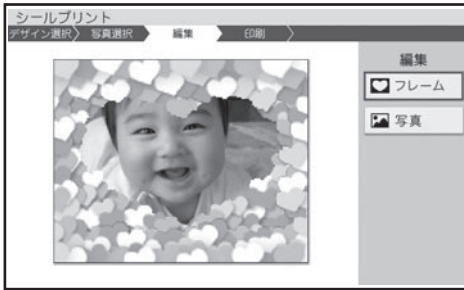 シールプリント
デザイン選択 写真選択 編集 印刷
編集
フレーム
写真